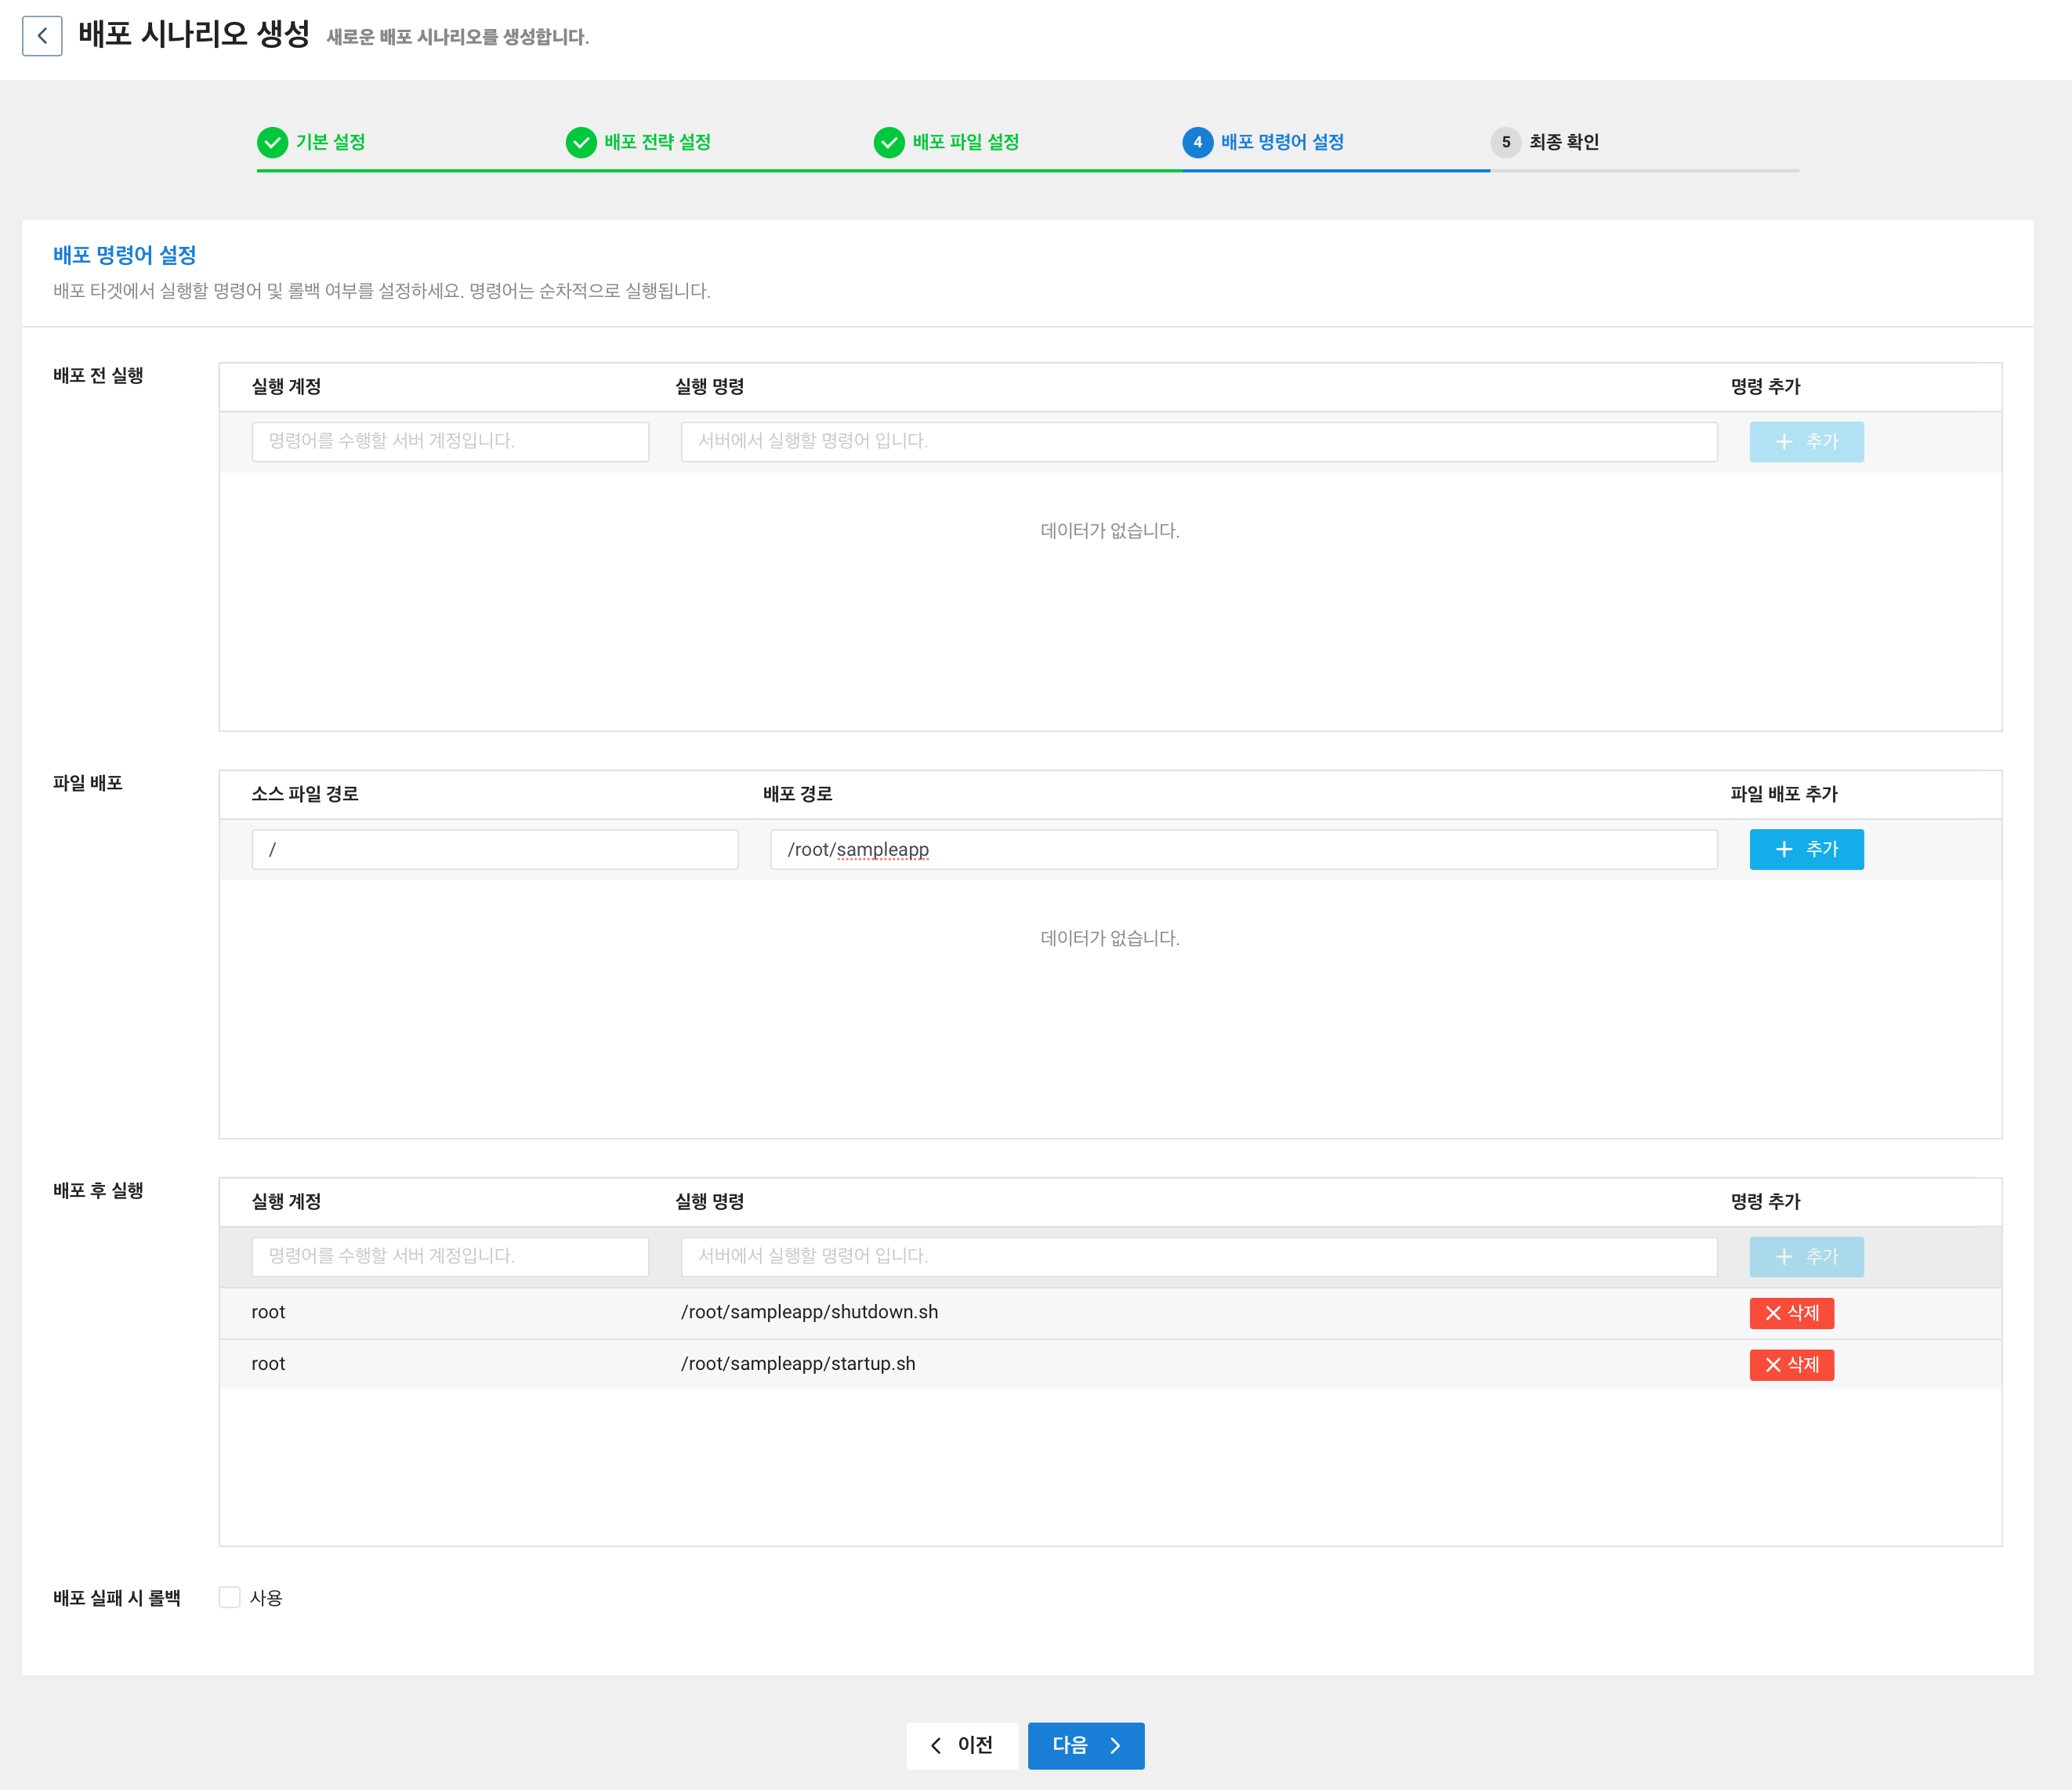 배포 시나리오 생성 새로운 배포 시나리오를 생성합니다.
기본 설정 배포 전략 설정 배포 파일 설정 4 배포 명령어 설정 5 최종 확인
배포 명령어 설정
배포 타겟에서 실행할 명령어 및 롤백 여부를 설정하세요. 명령어는 순차적으로 실행됩니다.
배포 전 실행
실행 계정 실행 명령 명령 추가
명령어를 수행할 서버 계정입니다. 서버에서 실행할 명령어 입니다. + 추가
데이터가 없습니다.
파일 배포
소스 파일 경로 배포 경로 파일 배포 추가
/ /root/sampleapp + 추가
데이터가 없습니다.
배포 후 실행
실행 계정 실행 명령 명령 추가
명령어를 수행할 서버 계정입니다. 서버에서 실행할 명령어 입니다. + 추가
root /root/sampleapp/shutdown.sh 삭제
root /root/sampleapp/startup.sh 삭제
배포 실패 시 롤백 사용
이전 다음